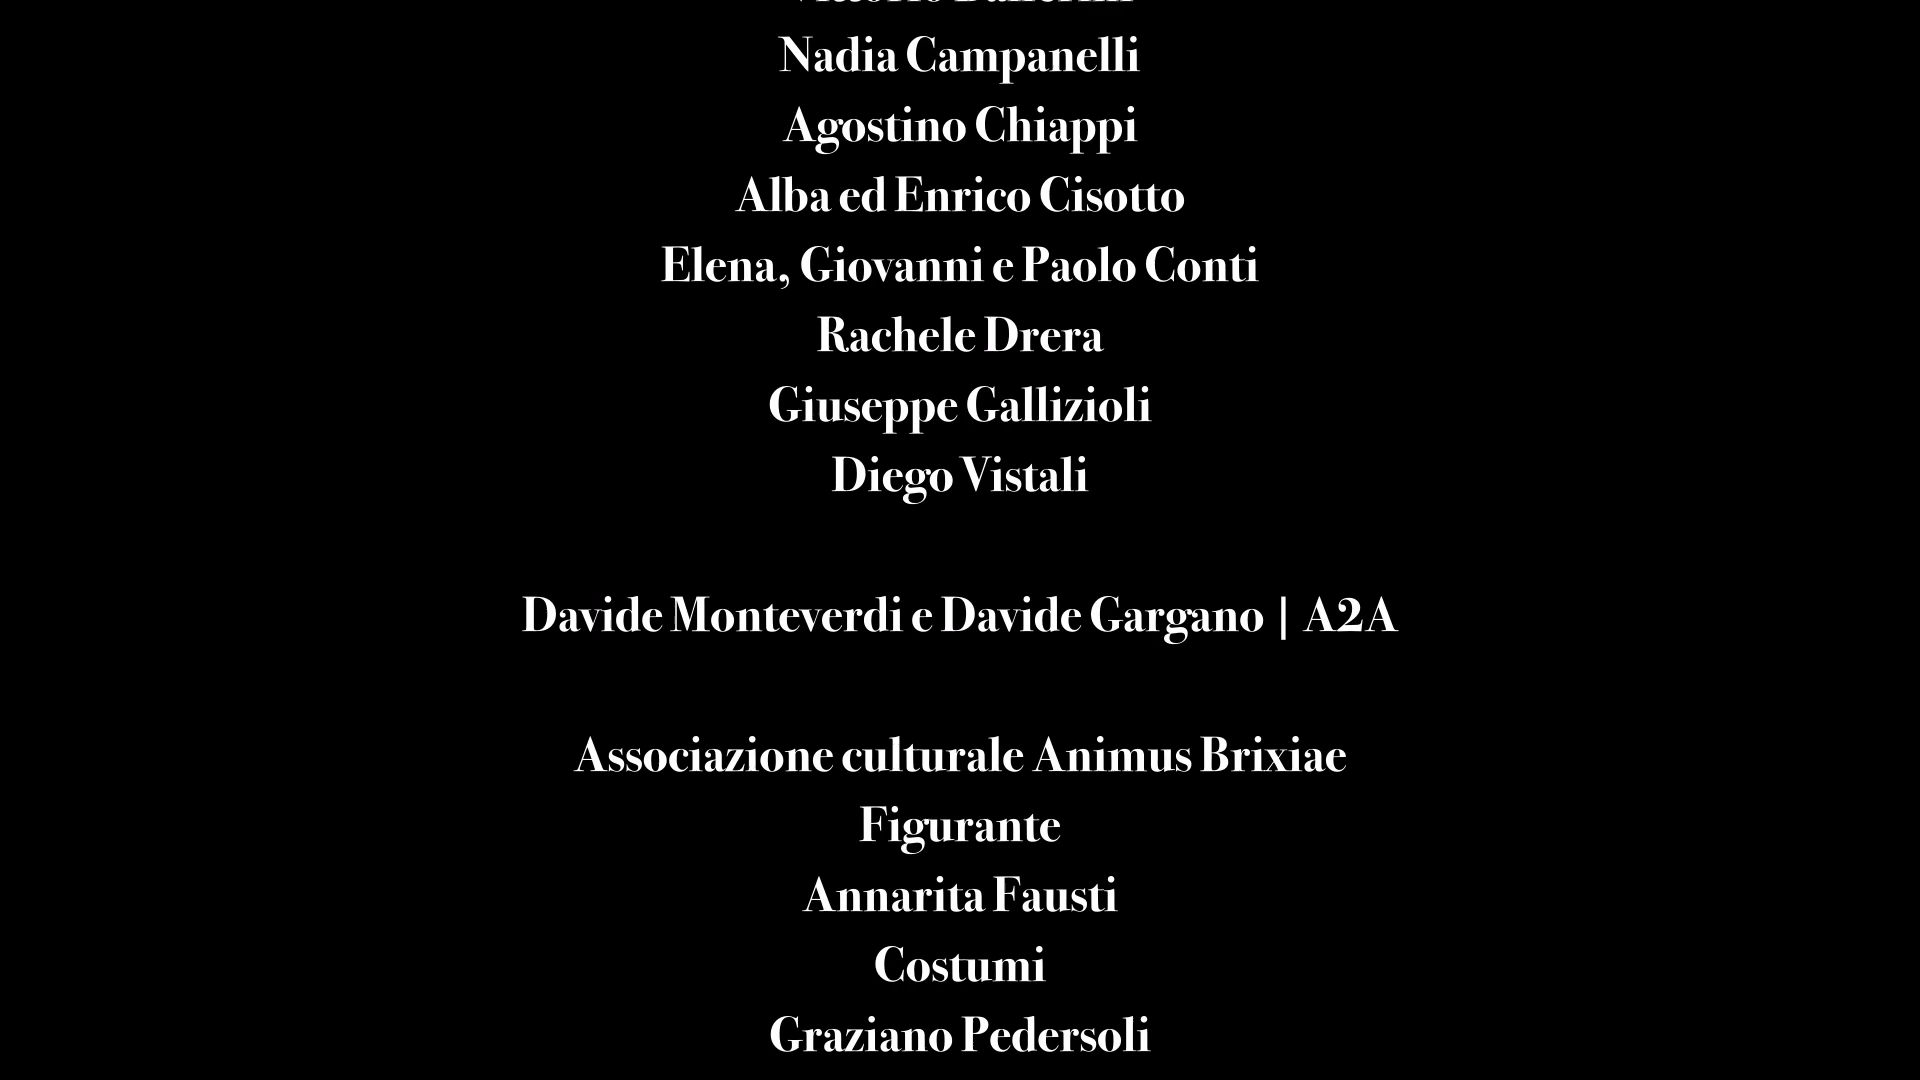 Nadia Campanelli
Agostino Chiappi
Alba ed Enrico Cisotto
Elena, Giovanni e Paolo Conti
Rachele Drera
Giuseppe Gallizioli
Diego Vistali
Davide Monteverdi e Davide Gargano | A2A
Associazione culturale Animus Brixiae
Figurante
Annarita Fausti
Costumi
Graziano Pedersoli